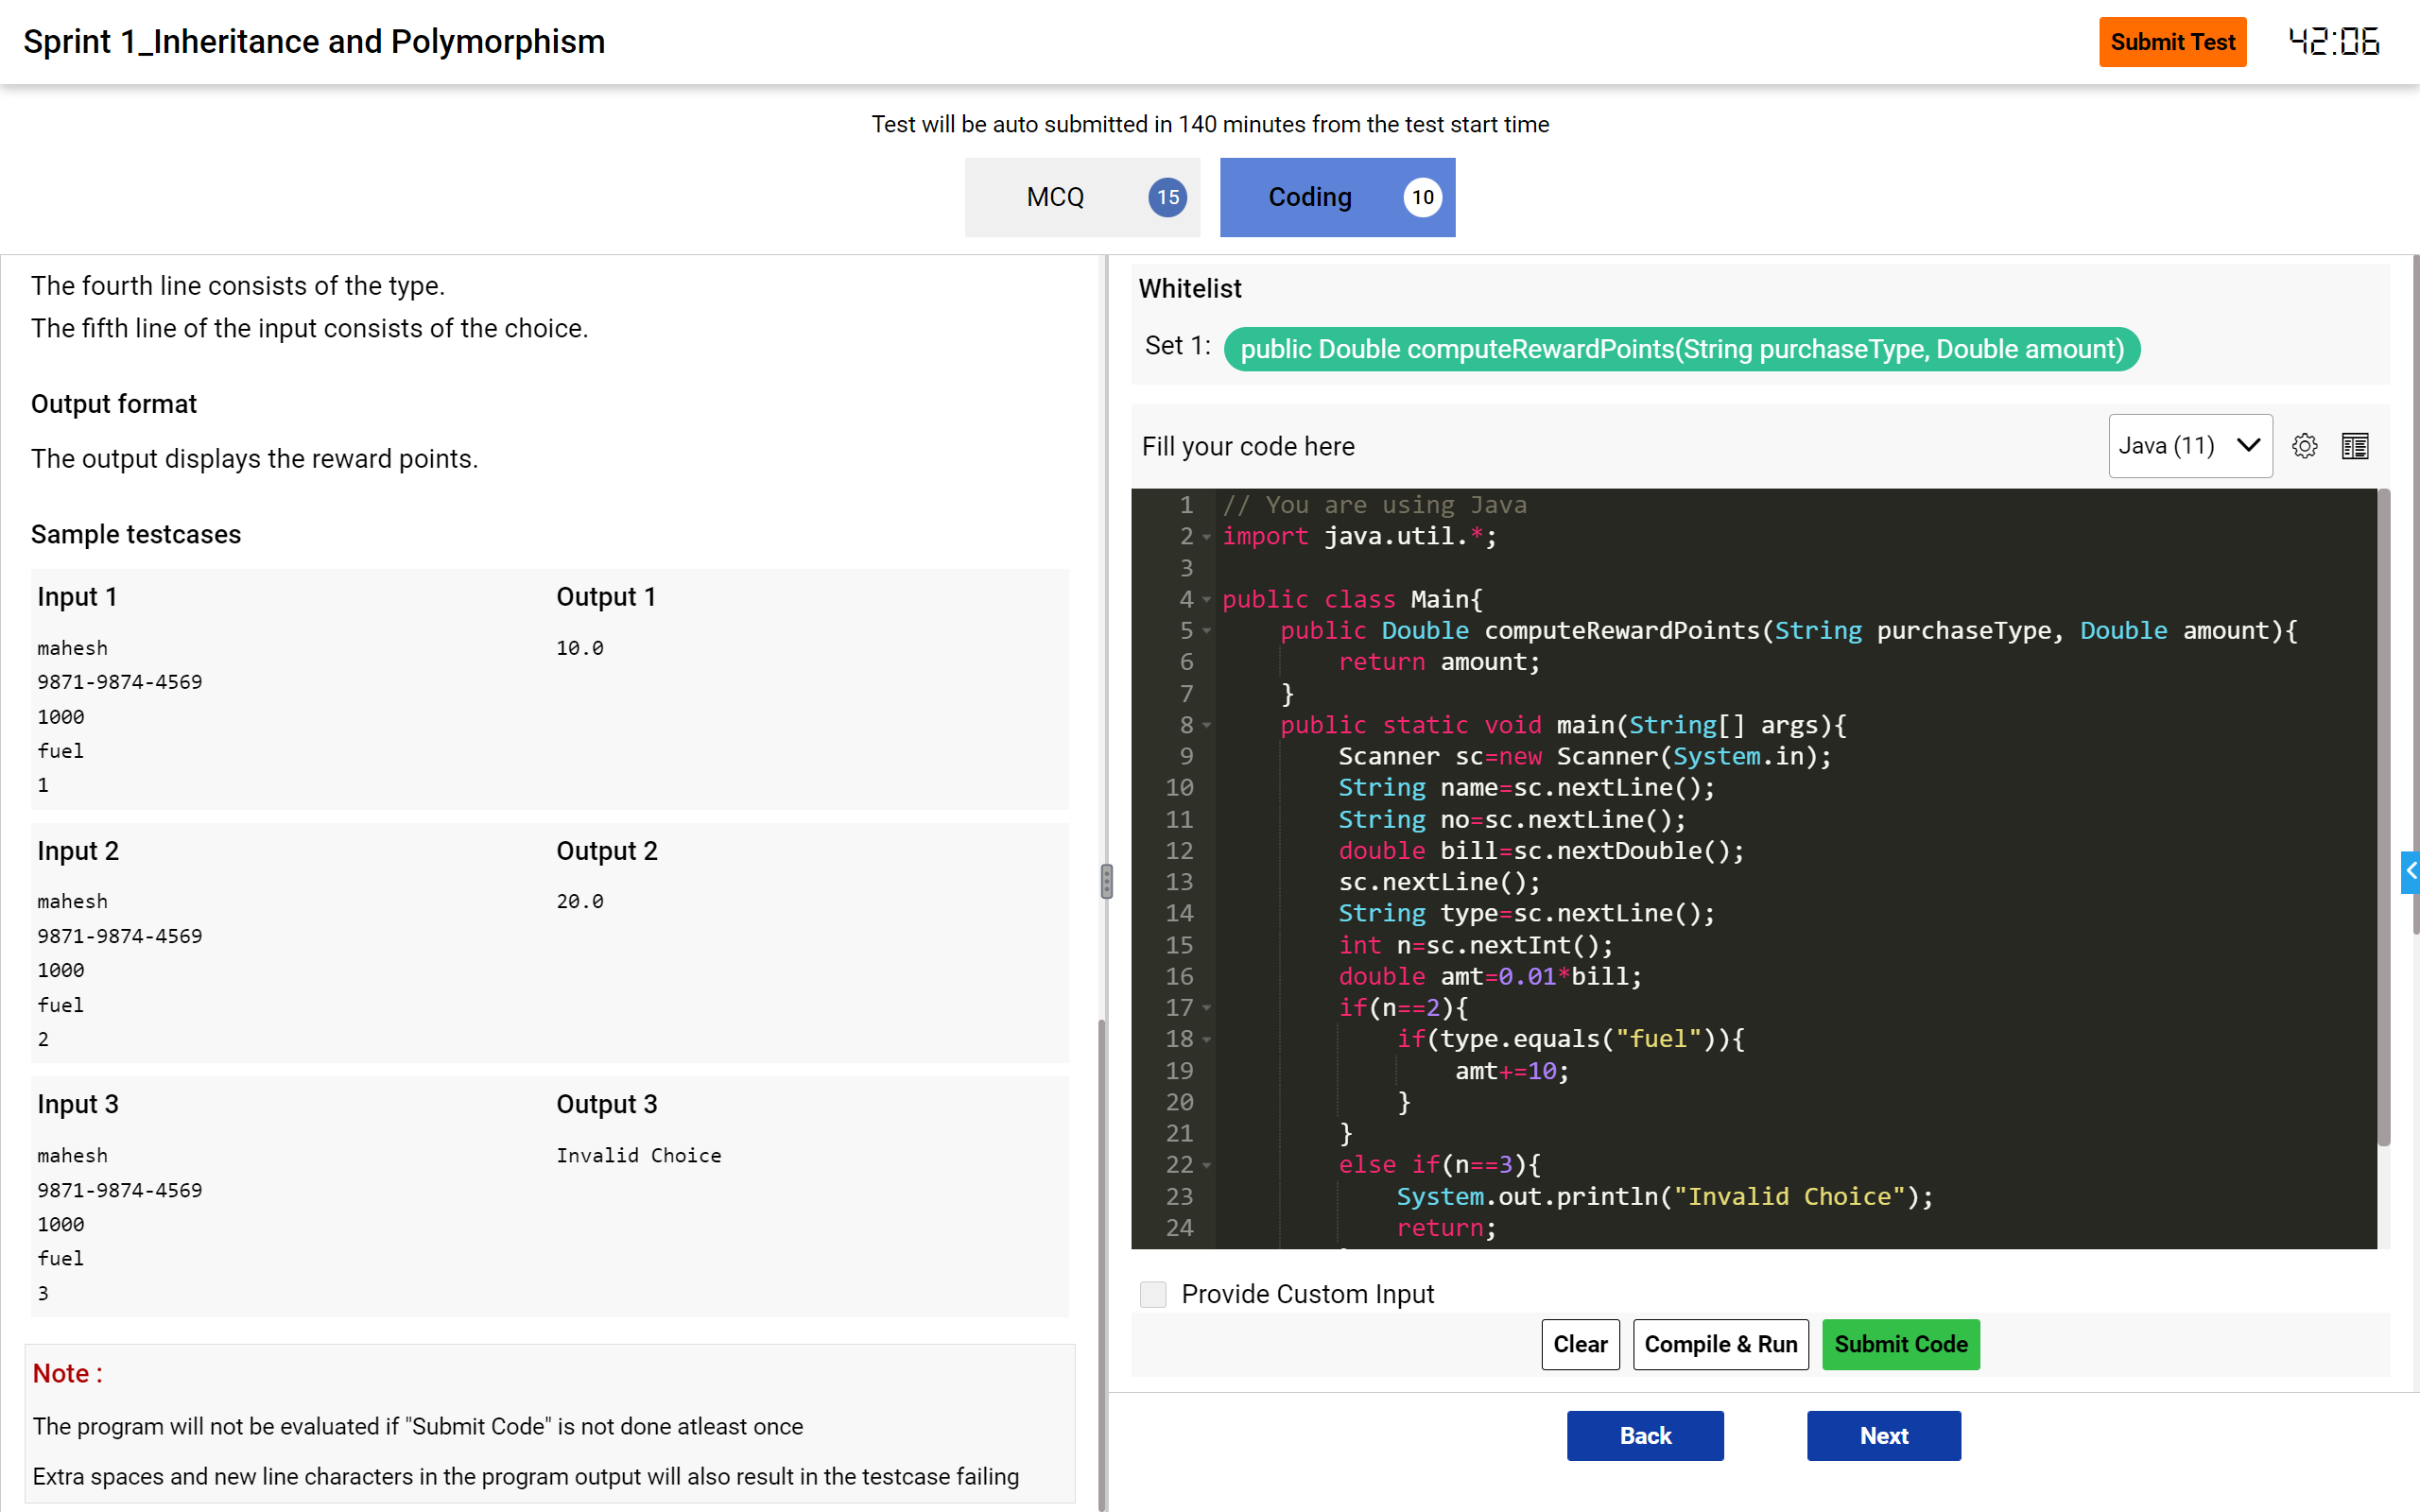 Sprint 1_Inheritance and Polymorphism
Submit Test
42:06
Test will be auto submitted in 140 minutes from the test start time
MCQ 15
Coding 10
The fourth line consists of the type.
The fifth line of the input consists of the choice.
Output format
The output displays the reward points.
Sample testcases
Input 1
Output 1
mahesh
10.0
9871-9874-4569
1000
fuel
1
Input 2
Output 2
mahesh
20.0
9871-9874-4569
1000
fuel
2
Input 3
Output 3
mahesh
Invalid Choice
9871-9874-4569
1000
fuel
3
Note :
The program will not be evaluated if "Submit Code" is not done atleast once
Extra spaces and new line characters in the program output will also result in the testcase failing
Whitelist
Set 1: public Double computeRewardPoints(String purchaseType, Double amount)
Fill your code here
Java (11)
1 // You are using Java
2 import java.util.*;
3
4 public class Main{
5 public Double computeRewardPoints(String purchaseType, Double amount){
6 return amount;
7 }
8 public static void main(String[] args){
9 Scanner sc=new Scanner(System.in);
10 String name=sc.nextLine();
11 String no=sc.nextLine();
12 double bill=sc.nextDouble();
13 sc.nextLine();
14 String type=sc.nextLine();
15 int n=sc.nextInt();
16 double amt=0.01*bill;
17 if(n==2){
18 if(type.equals("fuel")){
19 amt+=10;
20 }
21 }
22 else if(n==3){
23 System.out.println("Invalid Choice");
24 return;
Provide Custom Input
Clear
Compile & Run
Submit Code
Back
Next